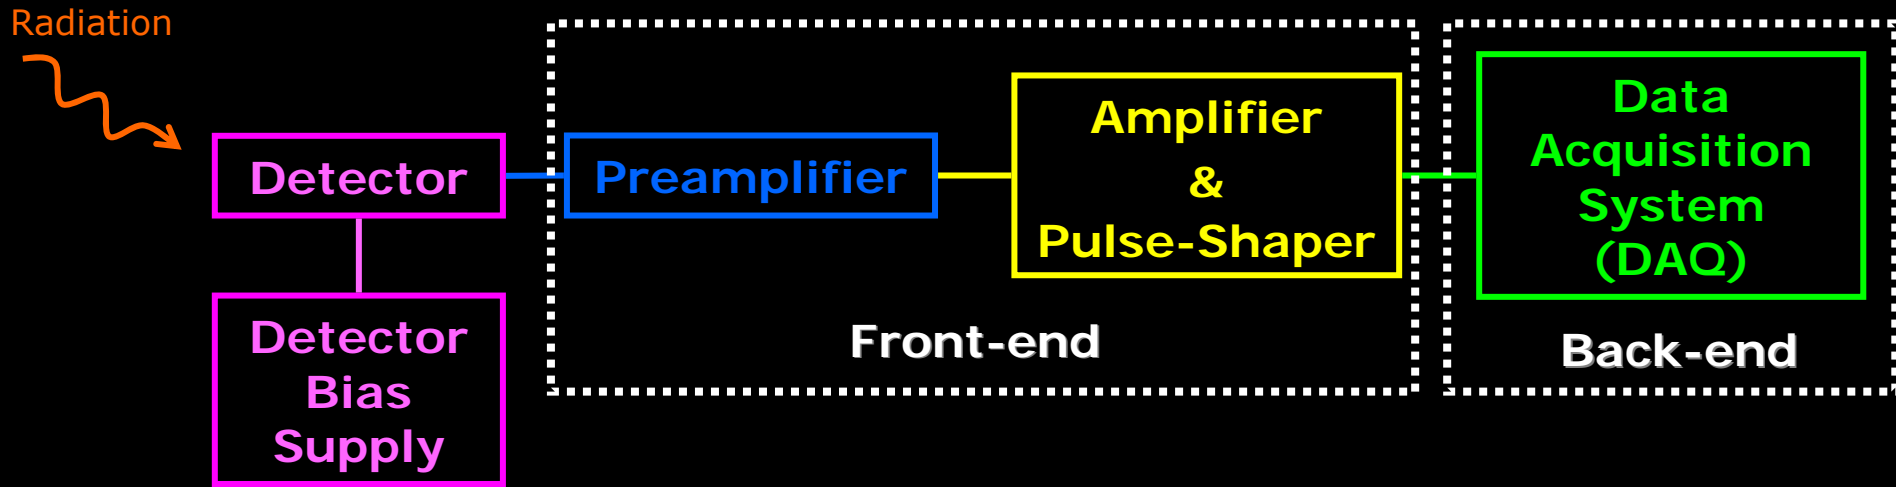 Radiation
Detector
Preamplifier
Amplifier
&
Pulse-Shaper
Data
Acquisition
System
(DAQ)
Detector
Bias
Supply
Front-end
Back-end